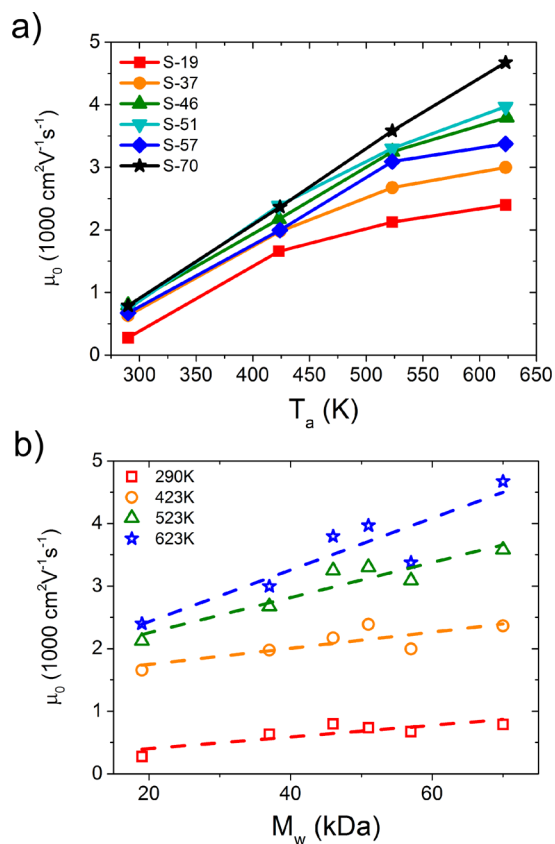 a)
5
4
3
2
1
0
μ₀ (1000 cm²V⁻¹s⁻¹)
S-19
S-37
S-46
S-51
S-57
S-70
300 350 400 450 500 550 600 650
Tₐ (K)
b)
5
4
3
2
1
0
μ₀ (1000 cm²V⁻¹s⁻¹)
290K
423K
523K
623K
20 40 60
M_w (kDa)